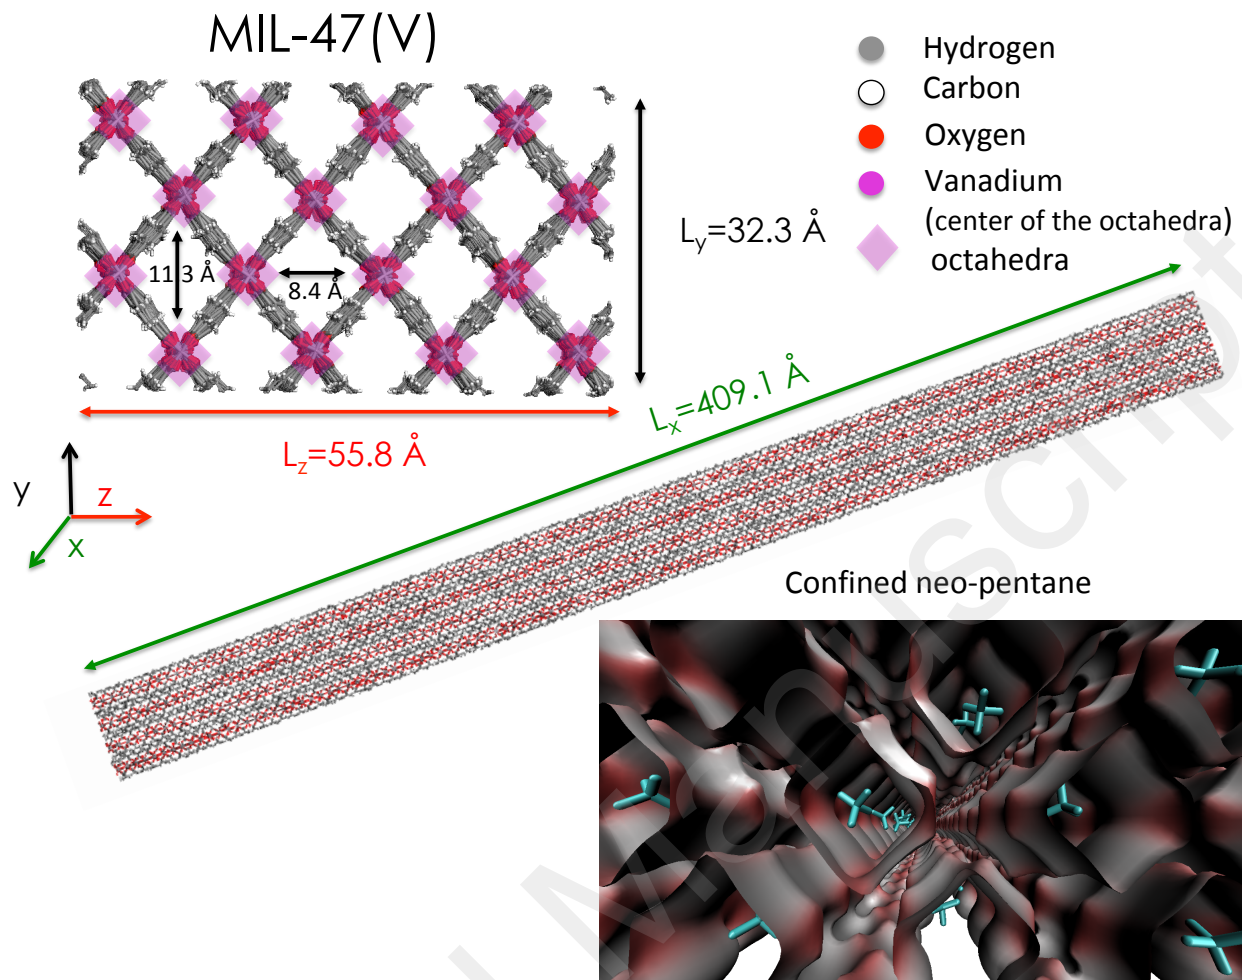 MIL-47(V)
Hydrogen
Carbon
Oxygen
Vanadium
(center of the octahedra)
octahedra
11.3 Å
8.4 Å
Ly=32.3 Å
Lx=409.1 Å
Lz=55.8 Å
y
z
x
Confined neo-pentane
Manuscript